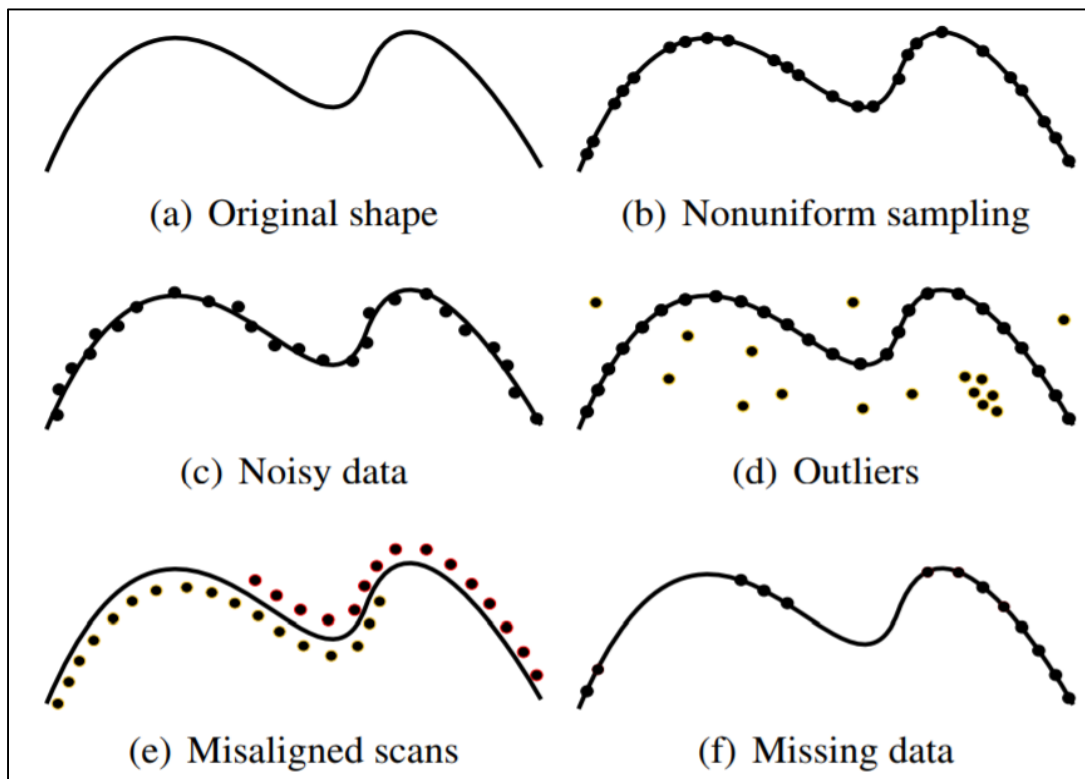 (a) Original shape
(b) Nonuniform sampling
(c) Noisy data
(d) Outliers
(e) Misaligned scans
(f) Missing data